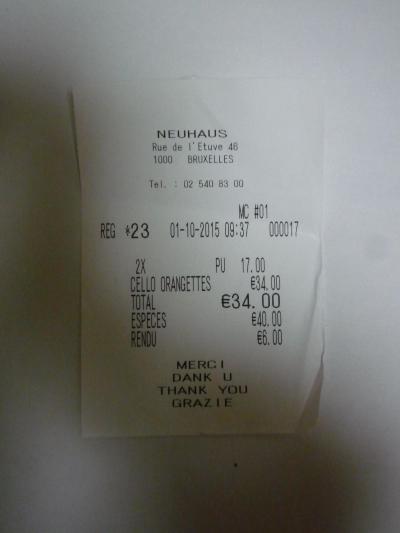 NEUHAUS
Rue de l'Etuve 46
1000 BRUXELLES
Tel. : 02 540 83 00
MC #01
REG *23 01-10-2015 09:37 000017
2X PU 17.00
CELLO ORANGETTES €34,00
TOTAL €34.00
ESPECES €40,00
RENDU €6.00
MERCI
DANK U
THANK YOU
GRAZIE